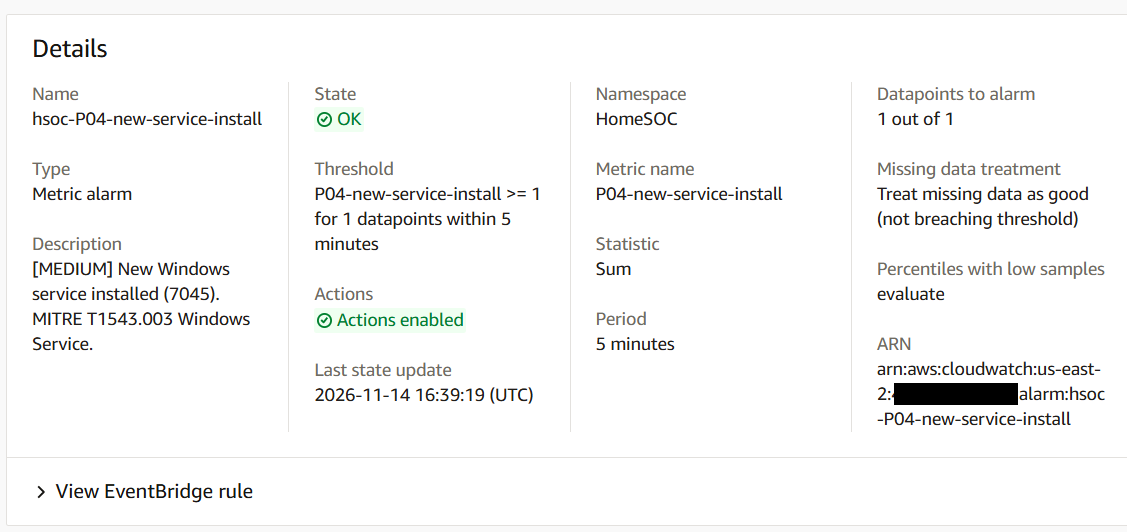 Details
Name
hsoc-P04-new-service-install
Type
Metric alarm
Description
[MEDIUM] New Windows
service installed (7045).
MITRE T1543.003 Windows
Service.
State
OK
Threshold
P04-new-service-install >= 1
for 1 datapoints within 5
minutes
Actions
Actions enabled
Last state update
2026-11-14 16:39:19 (UTC)
Namespace
HomeSOC
Metric name
P04-new-service-install
Statistic
Sum
Period
5 minutes
Datapoints to alarm
1 out of 1
Missing data treatment
Treat missing data as good
(not breaching threshold)
Percentiles with low samples
evaluate
ARN
arn:aws:cloudwatch:us-east-
2: alarm:hsoc
-P04-new-service-install
View EventBridge rule